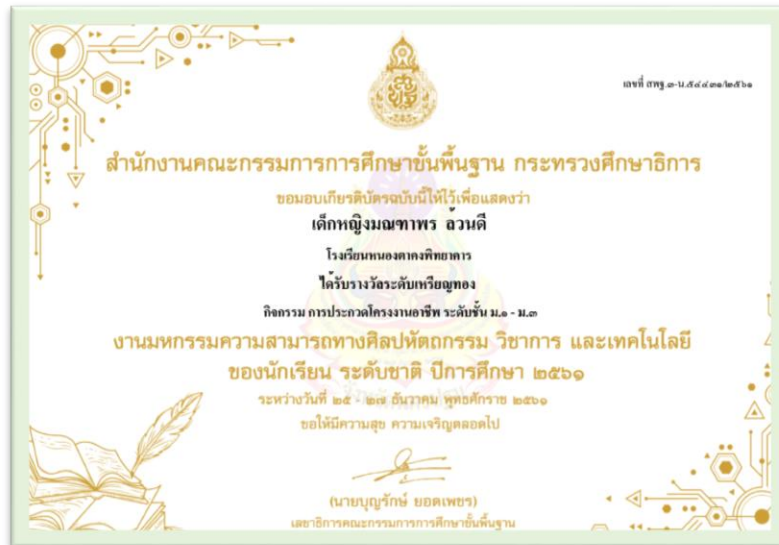 เลขที่ สพฐ.๓-น.๕๔๔๓๑/๒๕๖๑
สำนักงานคณะกรรมการการศึกษาขั้นพื้นฐาน กระทรวงศึกษาธิการ
ขอมอบเกียรติบัตรฉบับนี้ให้ไว้เพื่อแสดงว่า
เด็กหญิงมณฑาพร ล้วนดี
โรงเรียนหนองตาคงพิทยาคาร
ได้รับรางวัลระดับเหรียญทอง
กิจกรรม การประกวดโครงงานอาชีพ ระดับชั้น ม.๑ - ม.๓
งานมหกรรมความสามารถทางศิลปหัตถกรรม วิชาการ และเทคโนโลยี
ของนักเรียน ระดับชาติ ปีการศึกษา ๒๕๖๑
ระหว่างวันที่ ๒๕ - ๒๗ ธันวาคม พุทธศักราช ๒๕๖๑
ขอให้มีความสุข ความเจริญตลอดไป
(นายบุญรักษ์ ยอดเพชร)
เลขาธิการคณะกรรมการการศึกษาขั้นพื้นฐาน